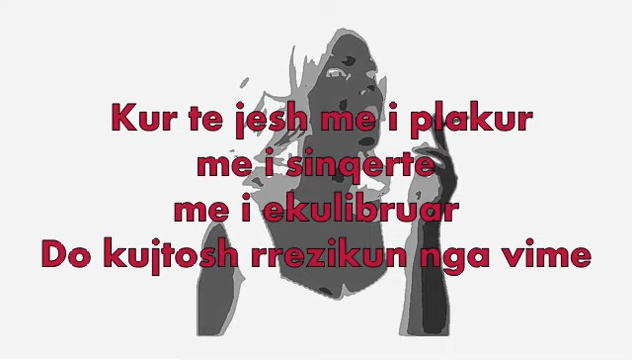 Kur te jesh me i plakur
me i sinqerte
me i ekulibruar
Do kujtosh rrezikun nga vime